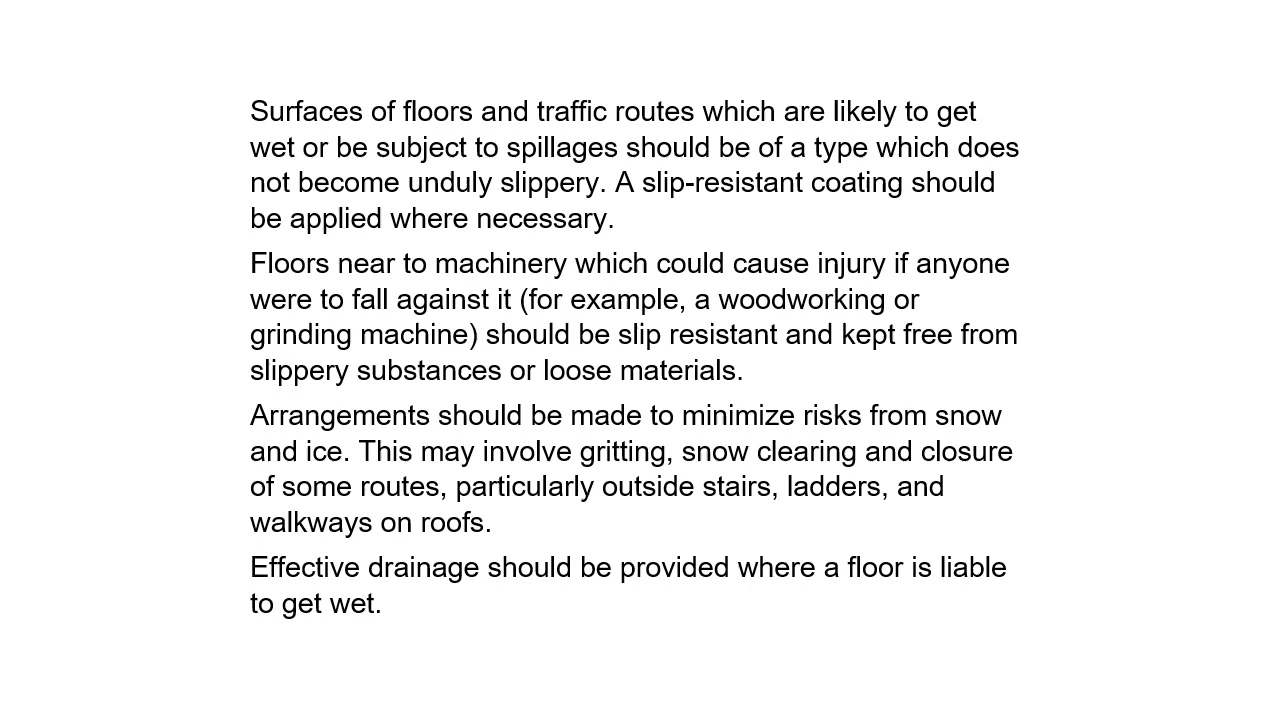 Surfaces of floors and traffic routes which are likely to get
wet or be subject to spillages should be of a type which does
not become unduly slippery. A slip-resistant coating should
be applied where necessary.
Floors near to machinery which could cause injury if anyone
were to fall against it (for example, a woodworking or
grinding machine) should be slip resistant and kept free from
slippery substances or loose materials.
Arrangements should be made to minimize risks from snow
and ice. This may involve gritting, snow clearing and closure
of some routes, particularly outside stairs, ladders, and
walkways on roofs.
Effective drainage should be provided where a floor is liable
to get wet.